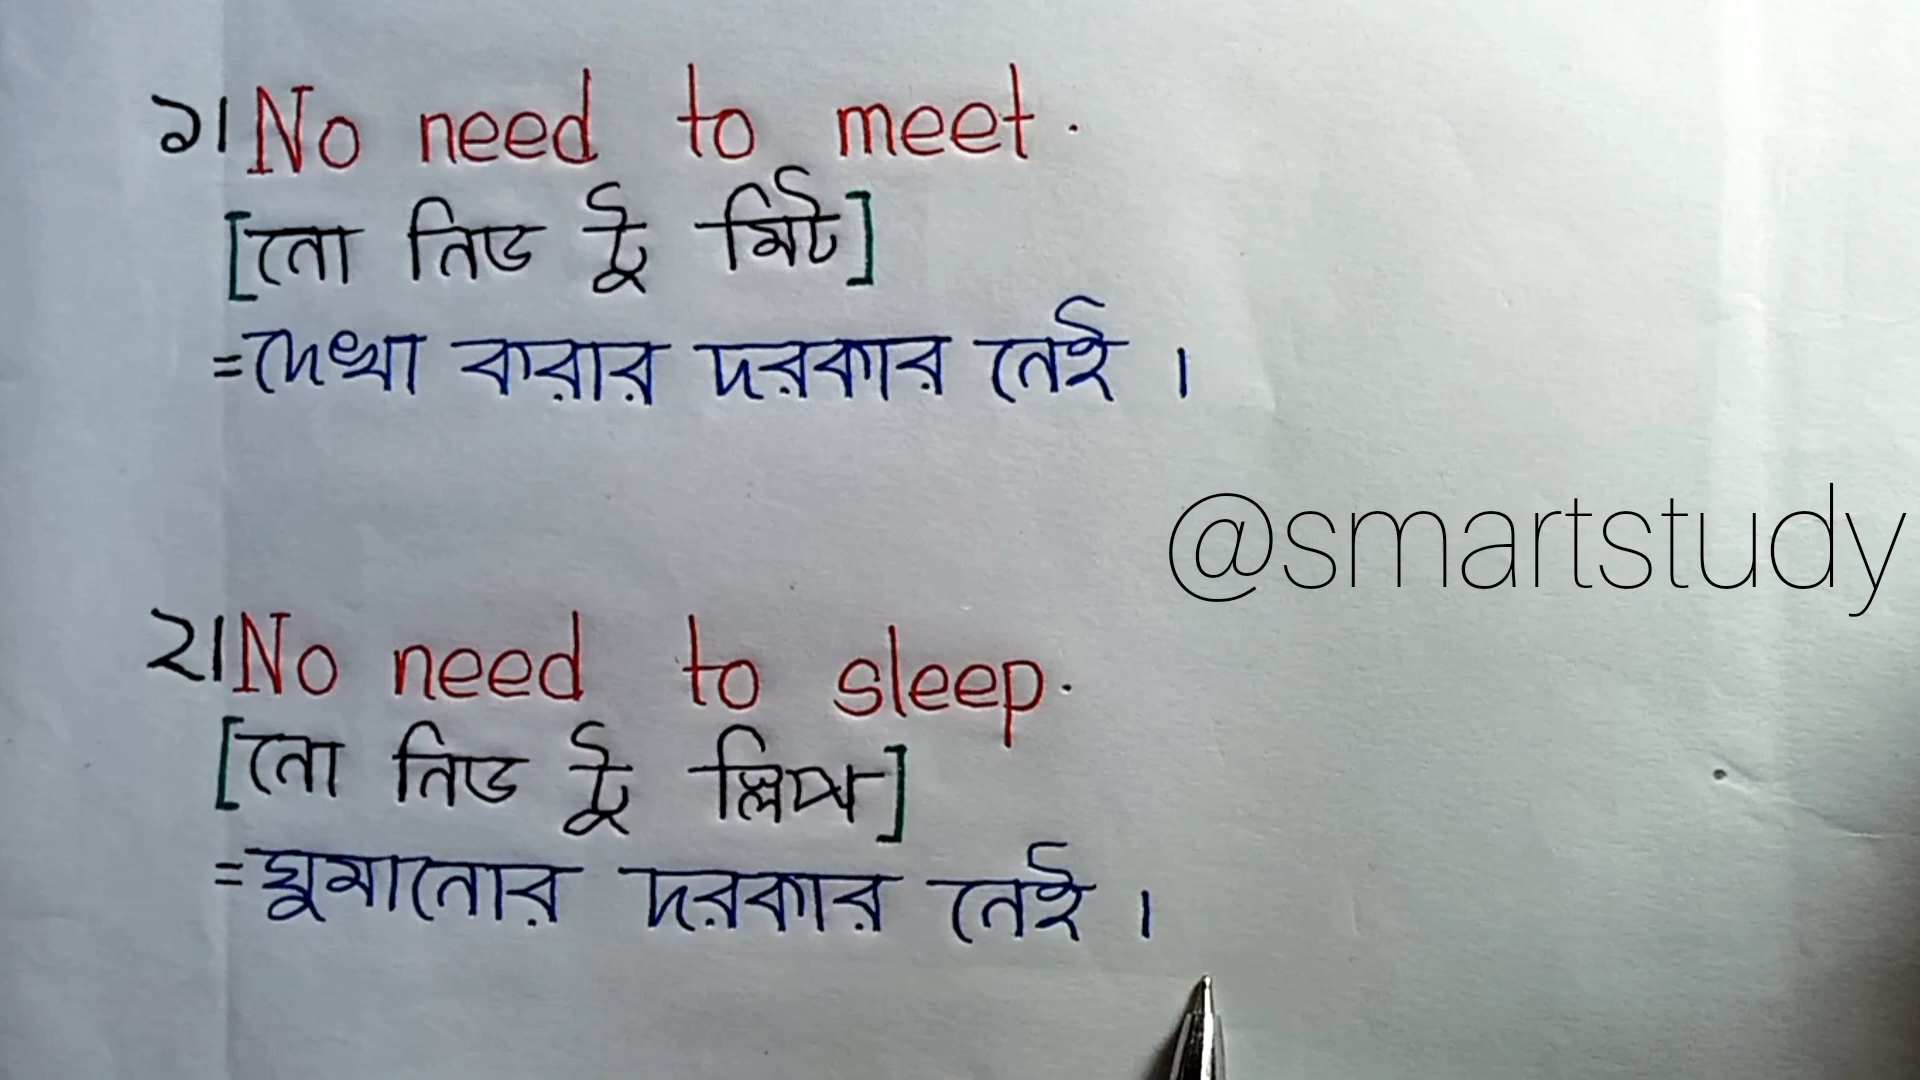 ১। No need to meet.
[নো নিড টু মিট]
=দেখা করার দরকার নেই ।
@smartstudy
২। No need to sleep.
[নো নিড টু স্লিপ]
=ঘুমানোর দরকার নেই ।